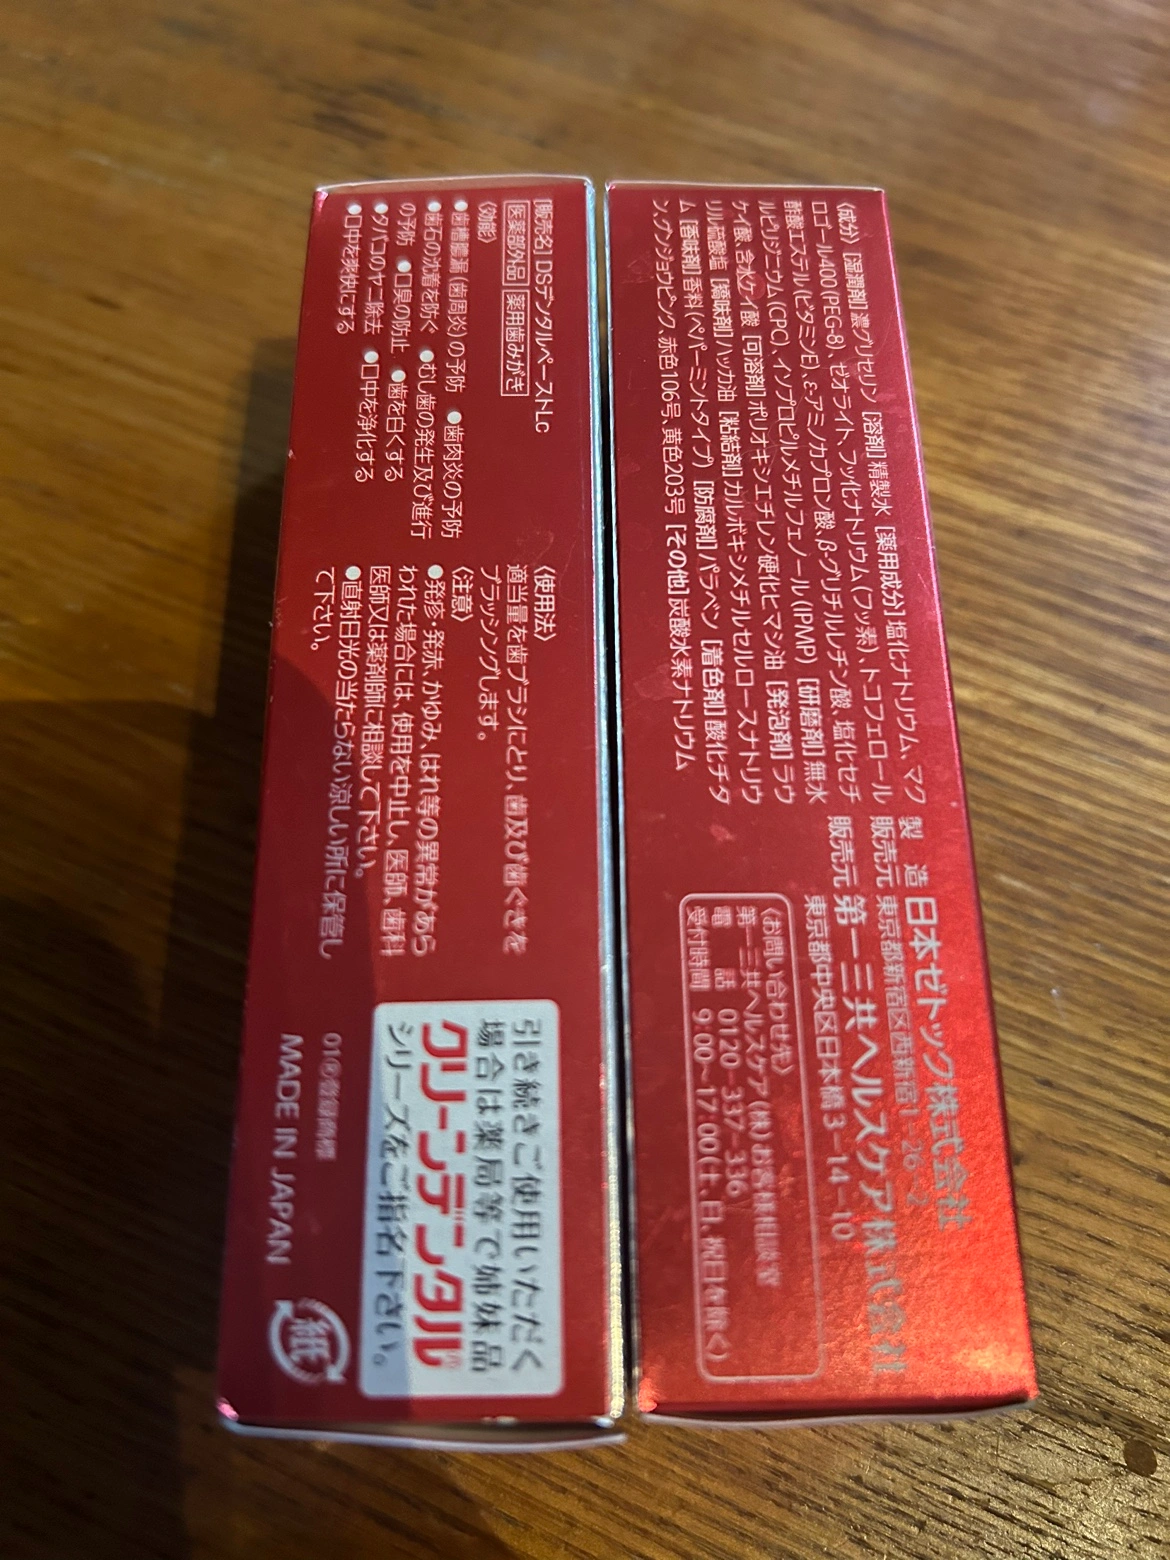 [販売名] DSデンタルペーストLc
医薬部外品 薬用歯みがき
〈効能〉
●歯槽膿漏(歯周炎)の予防 ●歯肉炎の予防
●歯石の沈着を防ぐ ●むし歯の発生及び進行
の予防 ●口臭の防止 ●歯を白くする
●タバコのヤニ除去 ●口中を浄化する
●口中を爽快にする
〈使用法〉
適当量を歯ブラシにとり、歯及び歯ぐきを
ブラッシングします。
〈注意〉
●発疹・発赤、かゆみ、はれ等の異常があら
われた場合には、使用を中止し、医師、歯科
医師又は薬剤師に相談して下さい。
●直射日光の当たらない涼しい所に保管し
て下さい。
引き続きご使用いただく
場合は薬局等で姉妹品
クリーンデンタル®
シリーズをご指名下さい。
01®登録商標
MADE IN JAPAN
紙
〈成分〉[湿潤剤]濃グリセリン [溶剤]精製水 [薬用成分]塩化ナトリウム、マク
ロゴール400(PEG-8)、ゼオライト、フッ化ナトリウム(フッ素)、トコフェロール
酢酸エステル(ビタミンE)、ε-アミノカプロン酸、β-グリチルレチン酸、塩化セチ
ルピリジニウム(CPC)、イソプロピルメチルフェノール(IPMP) [研磨剤]無水
ケイ酸、含水ケイ酸 [可溶剤]ポリオキシエチレン硬化ヒマシ油 [発泡剤]ラウ
リル硫酸塩 [矯味剤]ハッカ油 [粘結剤]カルボキシメチルセルロースナトリウ
ム [香味剤]香料(ペパーミントタイプ) [防腐剤]パラベン [着色剤]酸化チタ
ン、グンジョウピンク、赤色106号、黄色203号 [その他]炭酸水素ナトリウム
製 造 日本ゼトック株式会社
販売元 東京都新宿区西新宿1-26-2
販売元 第一三共ヘルスケア株式会社
東京都中央区日本橋3-14-10
〈お問い合わせ先〉
第一三共ヘルスケア(株)お客様相談室
電 話 0120-337-336
受付時間 9:00〜17:00(土、日、祝日を除く)